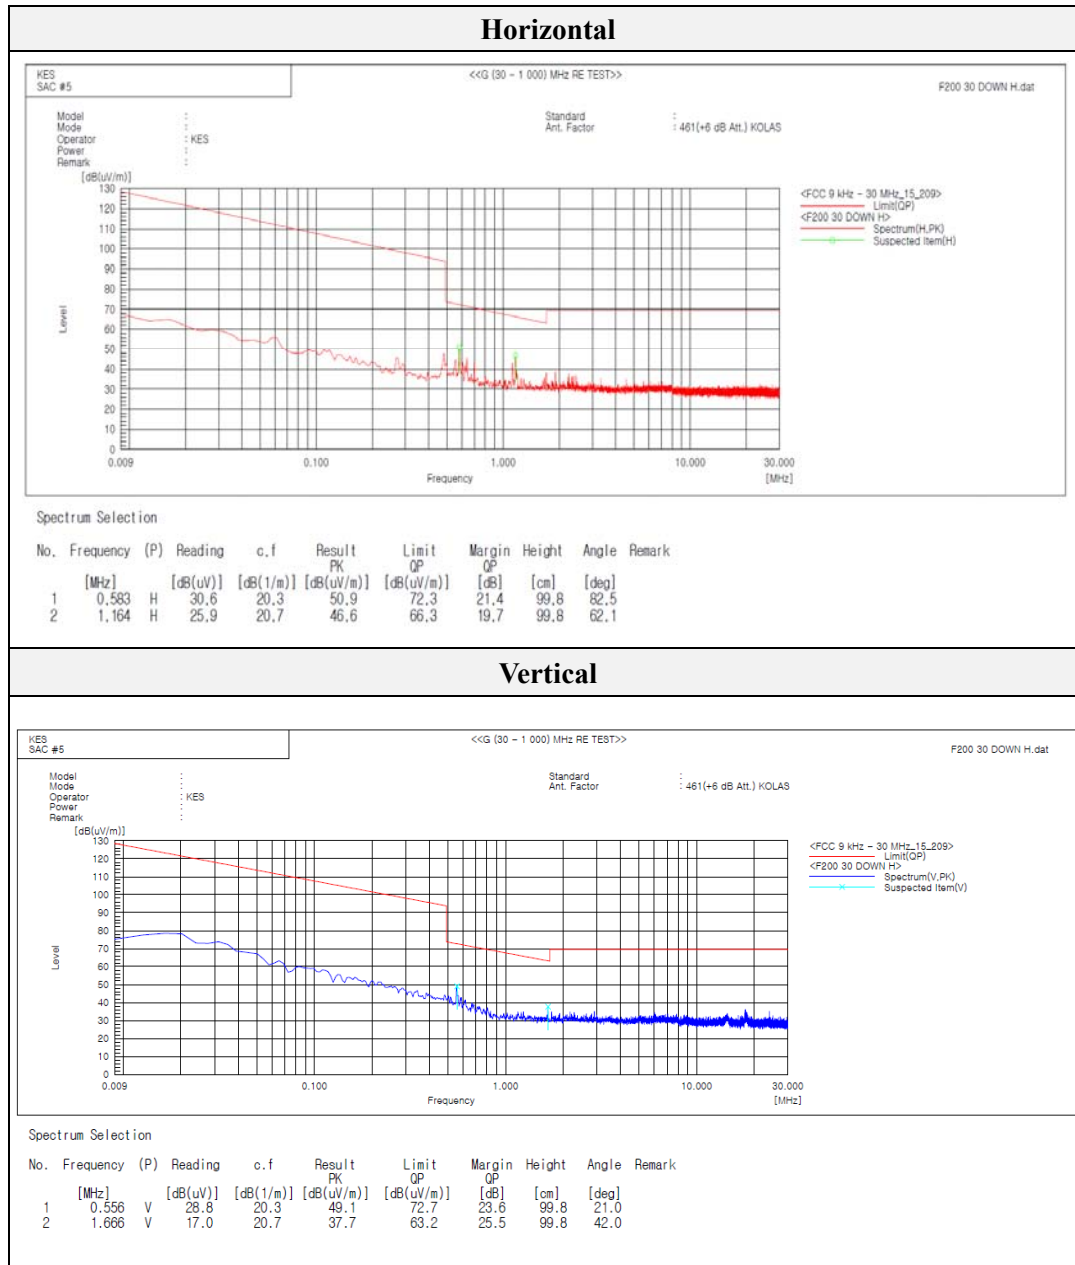 Horizontal
KES
SAC #5
<<G (30 - 1 000) MHz RE TEST>>
F200 30 DOWN H.dat
Model :
Mode :
Operator : KES
Power :
Remark :
Standard :
Ant. Factor : 461(+6 dB Att.) KOLAS
[dB(uV/m)]
130
120
110
100
90
80
70
60
50
40
30
20
10
0
Level
0.009 0.100 1.000 10.000 30.000
Frequency [MHz]
<FCC 9 kHz - 30 MHz_15_209>
Limit(QP)
<F200 30 DOWN H>
Spectrum(H,PK)
Suspected Item(H)
Spectrum Selection
No. Frequency (P) Reading c.f Result Limit Margin Height Angle Remark
PK QP QP
[MHz] [dB(uV)] [dB(1/m)] [dB(uV/m)] [dB(uV/m)] [dB] [cm] [deg]
1 0.583 H 30.6 20.3 50.9 72.3 21.4 99.8 82.5
2 1.164 H 25.9 20.7 46.6 66.3 19.7 99.8 62.1
Vertical
KES
SAC #5
<<G (30 - 1 000) MHz RE TEST>>
F200 30 DOWN H.dat
Model :
Mode :
Operator : KES
Power :
Remark :
Standard :
Ant. Factor : 461(+6 dB Att.) KOLAS
[dB(uV/m)]
130
120
110
100
90
80
70
60
50
40
30
20
10
0
Level
0.009 0.100 1.000 10.000 30.000
Frequency [MHz]
<FCC 9 kHz - 30 MHz_15_209>
Limit(QP)
<F200 30 DOWN H>
Spectrum(V,PK)
Suspected Item(V)
Spectrum Selection
No. Frequency (P) Reading c.f Result Limit Margin Height Angle Remark
PK QP QP
[MHz] [dB(uV)] [dB(1/m)] [dB(uV/m)] [dB(uV/m)] [dB] [cm] [deg]
1 0.556 V 28.8 20.3 49.1 72.7 23.6 99.8 21.0
2 1.666 V 17.0 20.7 37.7 63.2 25.5 99.8 42.0